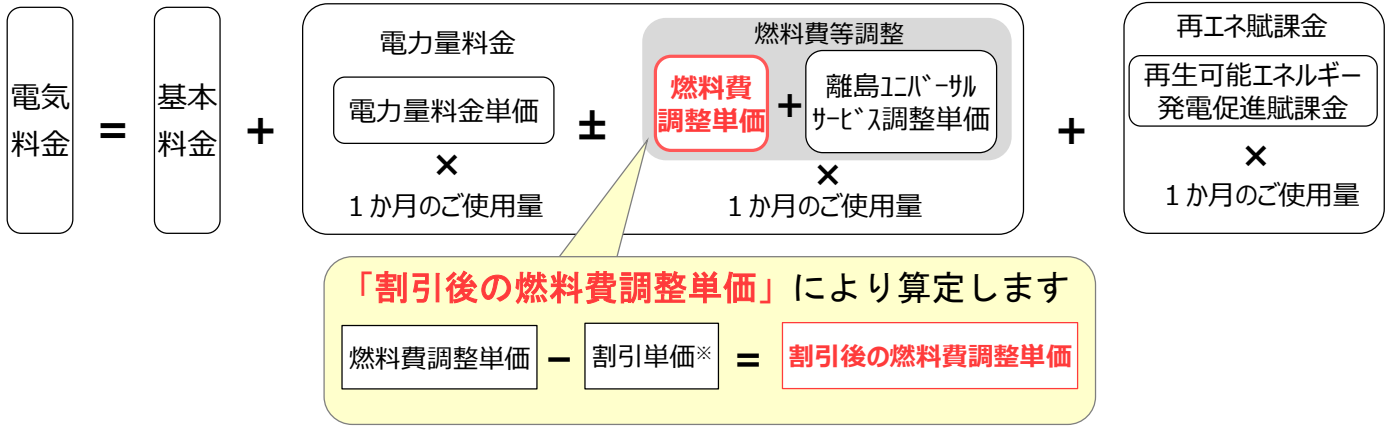 電気
料金
=
基本
料金
+
電力量料金
電力量料金単価
×
1か月のご使用量
±
燃料費等調整
燃料費
調整単価
+
離島ﾕﾆﾊﾞｰｻﾙ
ｻｰﾋﾞｽ調整単価
×
1か月のご使用量
+
再エネ賦課金
再生可能エネルギー
発電促進賦課金
×
1か月のご使用量
「割引後の燃料費調整単価」により算定します
燃料費調整単価 － 割引単価※ = 割引後の燃料費調整単価